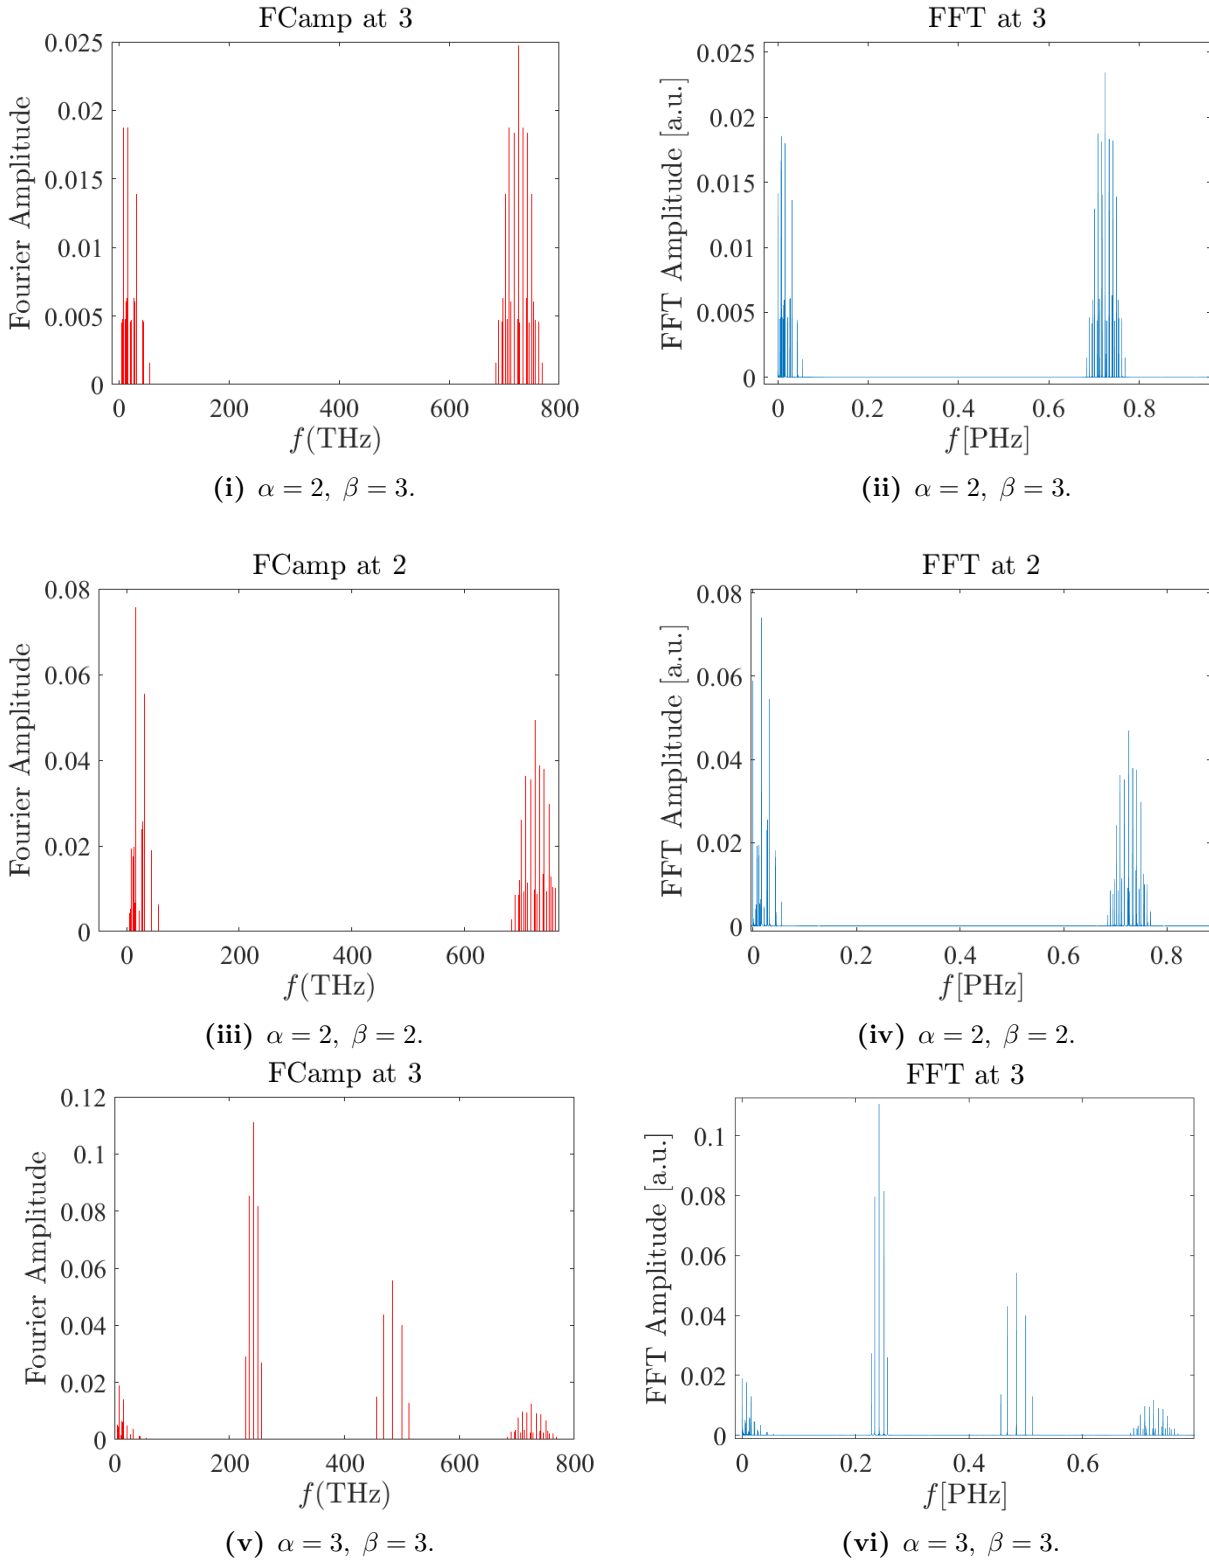 FCamp at 3
0.025
0.02
0.015
0.01
0.005
0
Fourier Amplitude
0 200 400 600 800
f(THz)
(i) α = 2, β = 3.
FFT at 3
0.025
0.02
0.015
0.01
0.005
0
FFT Amplitude [a.u.]
0 0.2 0.4 0.6 0.8
f[PHz]
(ii) α = 2, β = 3.
FCamp at 2
0.08
0.06
0.04
0.02
0
Fourier Amplitude
0 200 400 600
f(THz)
(iii) α = 2, β = 2.
FFT at 2
0.08
0.06
0.04
0.02
0
FFT Amplitude [a.u.]
0 0.2 0.4 0.6 0.8
f[PHz]
(iv) α = 2, β = 2.
FCamp at 3
0.12
0.1
0.08
0.06
0.04
0.02
0
Fourier Amplitude
0 200 400 600 800
f(THz)
(v) α = 3, β = 3.
FFT at 3
0.1
0.08
0.06
0.04
0.02
0
FFT Amplitude [a.u.]
0 0.2 0.4 0.6
f[PHz]
(vi) α = 3, β = 3.